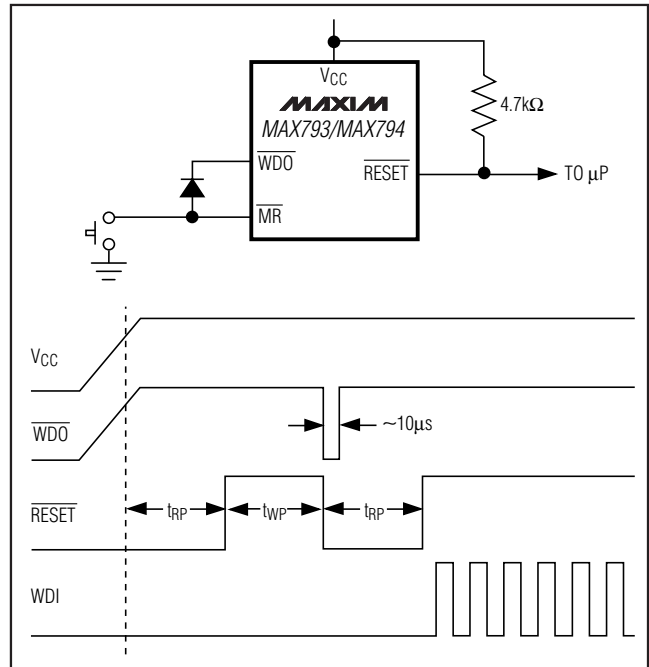 VCC
MAXIM
MAX793/MAX794
4.7kΩ
WDO
RESET
TO μP
MR
VCC
WDO
~10μs
RESET
tRP
tWP
tRP
WDI